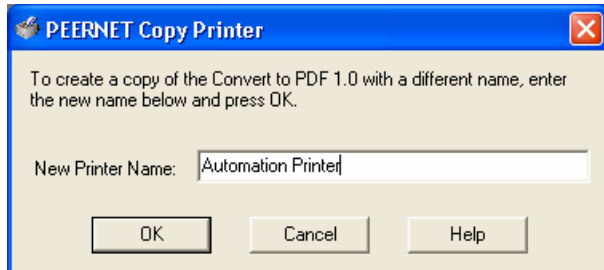 PEERNET Copy Printer
To create a copy of the Convert to PDF 1.0 with a different name, enter
the new name below and press OK.
New Printer Name: Automation Printer
OK Cancel Help